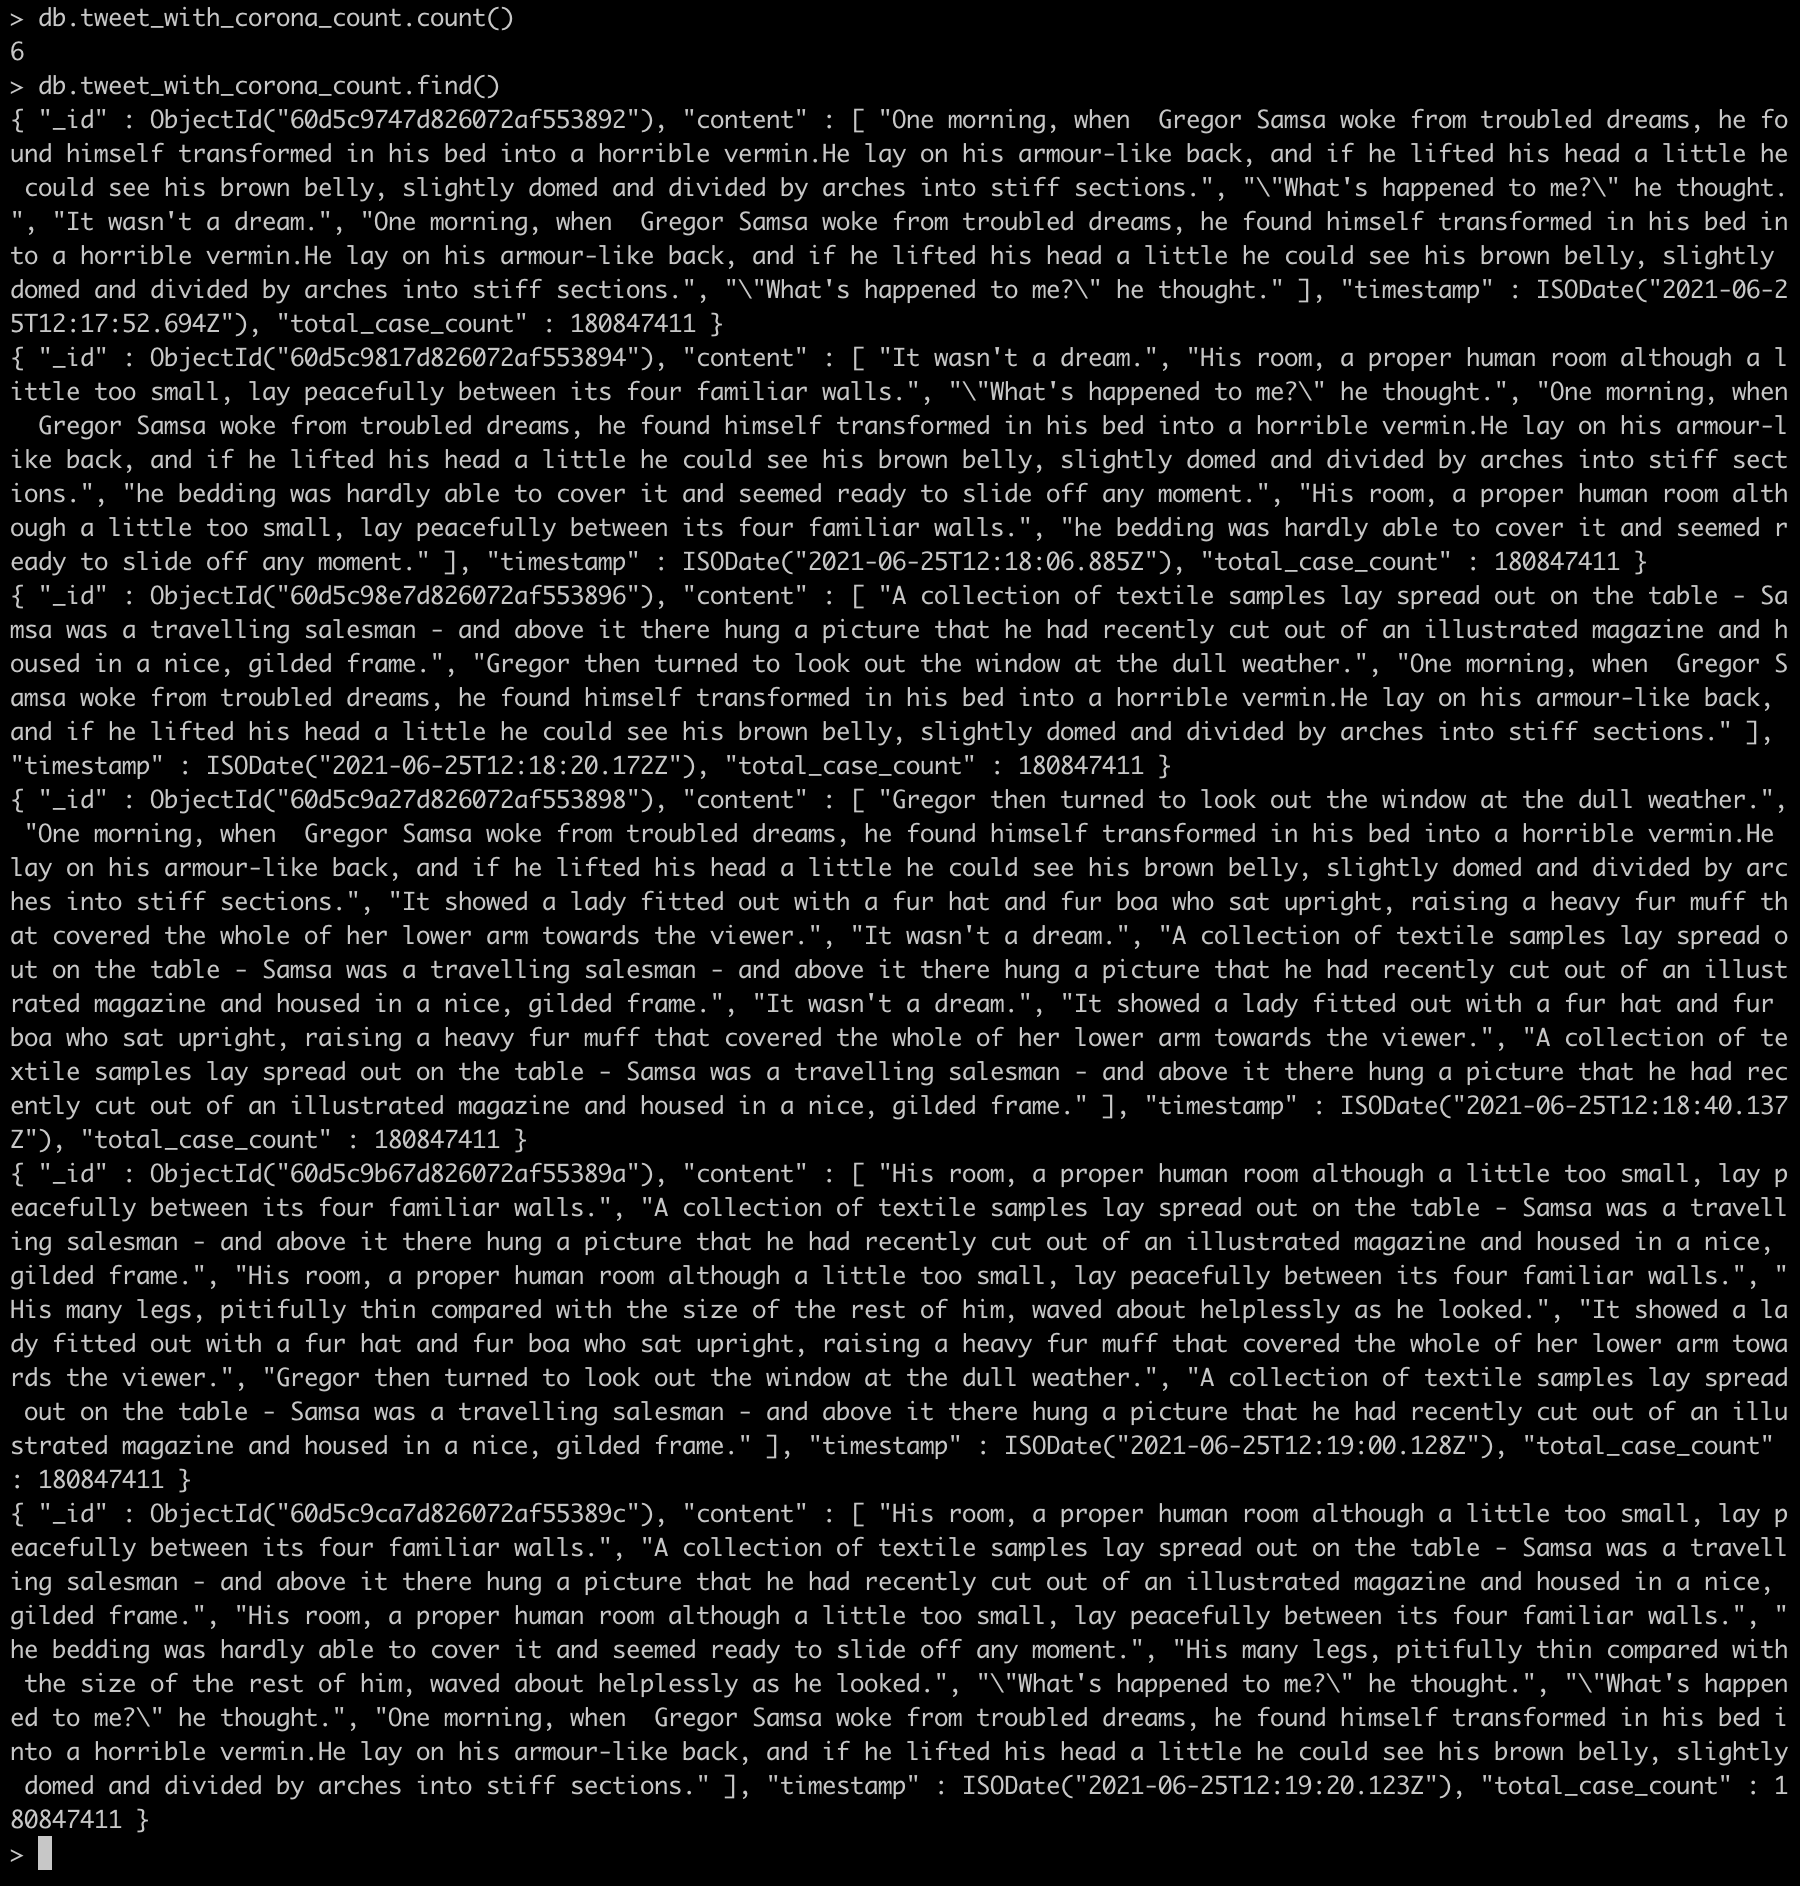 > db.tweet_with_corona_count.count()
6
> db.tweet_with_corona_count.find()
{ "_id" : ObjectId("60d5c9747d826072af553892"), "content" : [ "One morning, when  Gregor Samsa woke from troubled dreams, he fo
und himself transformed in his bed into a horrible vermin.He lay on his armour-like back, and if he lifted his head a little he
 could see his brown belly, slightly domed and divided by arches into stiff sections.", "\"What's happened to me?\" he thought.
", "It wasn't a dream.", "One morning, when  Gregor Samsa woke from troubled dreams, he found himself transformed in his bed in
to a horrible vermin.He lay on his armour-like back, and if he lifted his head a little he could see his brown belly, slightly
domed and divided by arches into stiff sections.", "\"What's happened to me?\" he thought." ], "timestamp" : ISODate("2021-06-2
5T12:17:52.694Z"), "total_case_count" : 180847411 }
{ "_id" : ObjectId("60d5c9817d826072af553894"), "content" : [ "It wasn't a dream.", "His room, a proper human room although a l
ittle too small, lay peacefully between its four familiar walls.", "\"What's happened to me?\" he thought.", "One morning, when
  Gregor Samsa woke from troubled dreams, he found himself transformed in his bed into a horrible vermin.He lay on his armour-l
ike back, and if he lifted his head a little he could see his brown belly, slightly domed and divided by arches into stiff sect
ions.", "he bedding was hardly able to cover it and seemed ready to slide off any moment.", "His room, a proper human room alth
ough a little too small, lay peacefully between its four familiar walls.", "he bedding was hardly able to cover it and seemed r
eady to slide off any moment." ], "timestamp" : ISODate("2021-06-25T12:18:06.885Z"), "total_case_count" : 180847411 }
{ "_id" : ObjectId("60d5c98e7d826072af553896"), "content" : [ "A collection of textile samples lay spread out on the table - Sa
msa was a travelling salesman - and above it there hung a picture that he had recently cut out of an illustrated magazine and h
oused in a nice, gilded frame.", "Gregor then turned to look out the window at the dull weather.", "One morning, when  Gregor S
amsa woke from troubled dreams, he found himself transformed in his bed into a horrible vermin.He lay on his armour-like back,
and if he lifted his head a little he could see his brown belly, slightly domed and divided by arches into stiff sections." ],
"timestamp" : ISODate("2021-06-25T12:18:20.172Z"), "total_case_count" : 180847411 }
{ "_id" : ObjectId("60d5c9a27d826072af553898"), "content" : [ "Gregor then turned to look out the window at the dull weather.",
 "One morning, when  Gregor Samsa woke from troubled dreams, he found himself transformed in his bed into a horrible vermin.He
lay on his armour-like back, and if he lifted his head a little he could see his brown belly, slightly domed and divided by arc
hes into stiff sections.", "It showed a lady fitted out with a fur hat and fur boa who sat upright, raising a heavy fur muff th
at covered the whole of her lower arm towards the viewer.", "It wasn't a dream.", "A collection of textile samples lay spread o
ut on the table - Samsa was a travelling salesman - and above it there hung a picture that he had recently cut out of an illust
rated magazine and housed in a nice, gilded frame.", "It wasn't a dream.", "It showed a lady fitted out with a fur hat and fur
boa who sat upright, raising a heavy fur muff that covered the whole of her lower arm towards the viewer.", "A collection of te
xtile samples lay spread out on the table - Samsa was a travelling salesman - and above it there hung a picture that he had rec
ently cut out of an illustrated magazine and housed in a nice, gilded frame." ], "timestamp" : ISODate("2021-06-25T12:18:40.137
Z"), "total_case_count" : 180847411 }
{ "_id" : ObjectId("60d5c9b67d826072af55389a"), "content" : [ "His room, a proper human room although a little too small, lay p
eacefully between its four familiar walls.", "A collection of textile samples lay spread out on the table - Samsa was a travell
ing salesman - and above it there hung a picture that he had recently cut out of an illustrated magazine and housed in a nice,
gilded frame.", "His room, a proper human room although a little too small, lay peacefully between its four familiar walls.", "
His many legs, pitifully thin compared with the size of the rest of him, waved about helplessly as he looked.", "It showed a la
dy fitted out with a fur hat and fur boa who sat upright, raising a heavy fur muff that covered the whole of her lower arm towa
rds the viewer.", "Gregor then turned to look out the window at the dull weather.", "A collection of textile samples lay spread
 out on the table - Samsa was a travelling salesman - and above it there hung a picture that he had recently cut out of an illu
strated magazine and housed in a nice, gilded frame." ], "timestamp" : ISODate("2021-06-25T12:19:00.128Z"), "total_case_count"
: 180847411 }
{ "_id" : ObjectId("60d5c9ca7d826072af55389c"), "content" : [ "His room, a proper human room although a little too small, lay p
eacefully between its four familiar walls.", "A collection of textile samples lay spread out on the table - Samsa was a travell
ing salesman - and above it there hung a picture that he had recently cut out of an illustrated magazine and housed in a nice,
gilded frame.", "His room, a proper human room although a little too small, lay peacefully between its four familiar walls.", "
he bedding was hardly able to cover it and seemed ready to slide off any moment.", "His many legs, pitifully thin compared with
 the size of the rest of him, waved about helplessly as he looked.", "\"What's happened to me?\" he thought.", "\"What's happen
ed to me?\" he thought.", "One morning, when  Gregor Samsa woke from troubled dreams, he found himself transformed in his bed i
nto a horrible vermin.He lay on his armour-like back, and if he lifted his head a little he could see his brown belly, slightly
 domed and divided by arches into stiff sections." ], "timestamp" : ISODate("2021-06-25T12:19:20.123Z"), "total_case_count" : 1
80847411 }
>